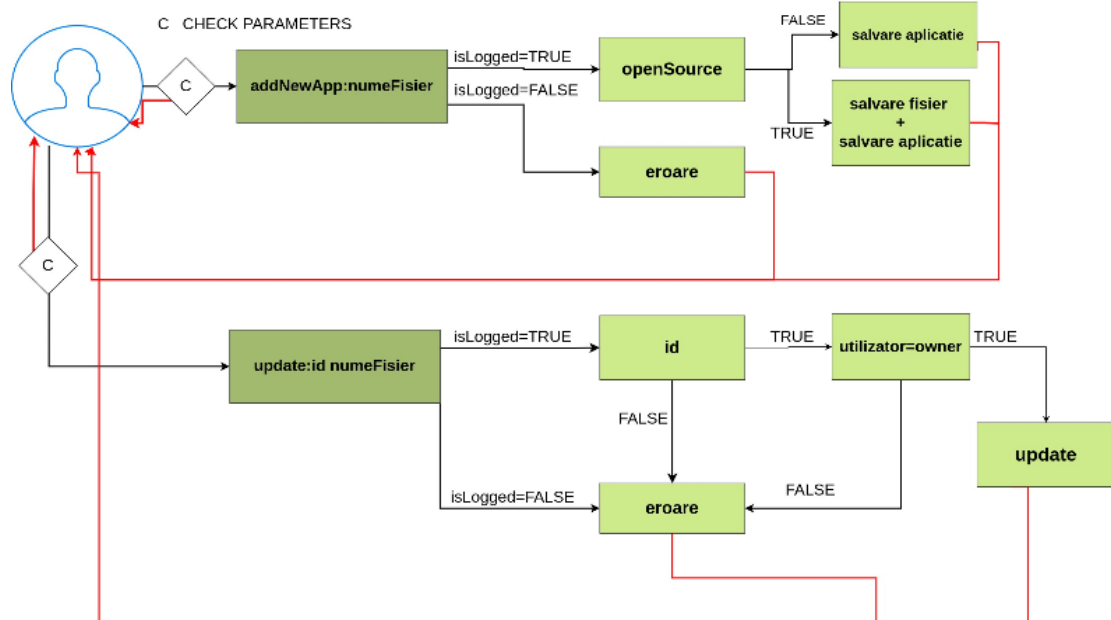 C CHECK PARAMETERS
C
addNewApp:numeFisier
isLogged=TRUE
isLogged=FALSE
openSource
FALSE
TRUE
salvare aplicatie
salvare fisier
+
salvare aplicatie
eroare
C
update:id numeFisier
isLogged=TRUE
isLogged=FALSE
id
TRUE
FALSE
utilizator=owner
TRUE
FALSE
eroare
update